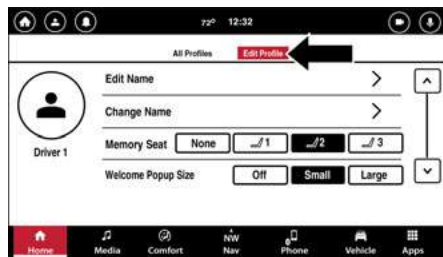 72° 12:32
All Profiles Edit Profile
Edit Name
Change Name
Driver 1
Memory Seat None 1 2 3
Welcome Popup Size Off Small Large
NW
Home Media Comfort Nav Phone Vehicle Apps